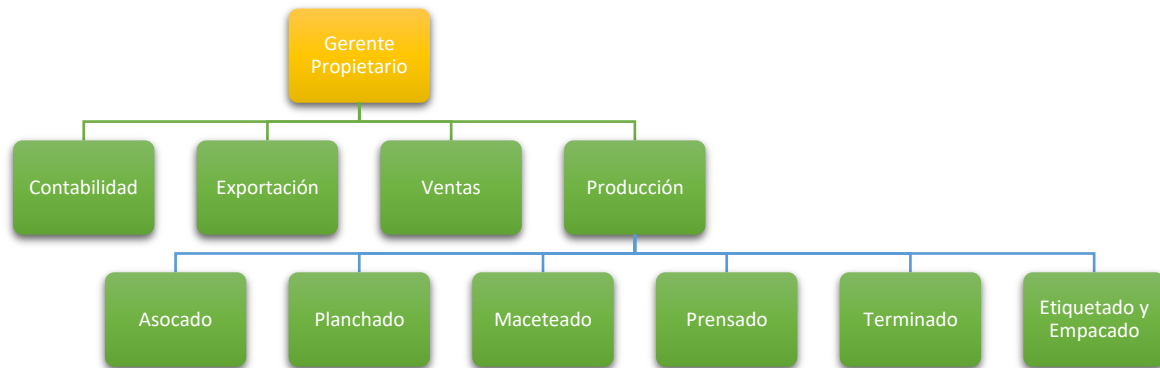 Gerente
Propietario
Contabilidad
Exportación
Ventas
Producción
Asocado
Planchado
Maceteado
Prensado
Terminado
Etiquetado y
Empacado